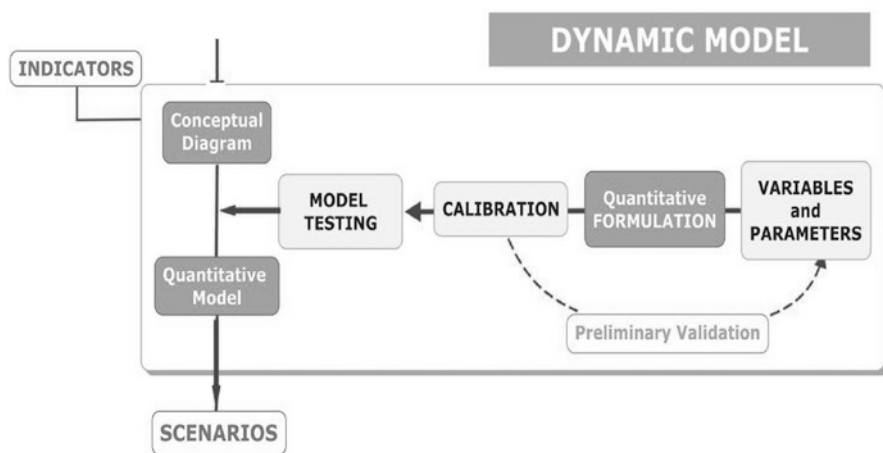 DYNAMIC MODEL
INDICATORS
Conceptual
Diagram
MODEL
TESTING
CALIBRATION
Quantitative
FORMULATION
VARIABLES
and
PARAMETERS
Quantitative
Model
Preliminary Validation
SCENARIOS